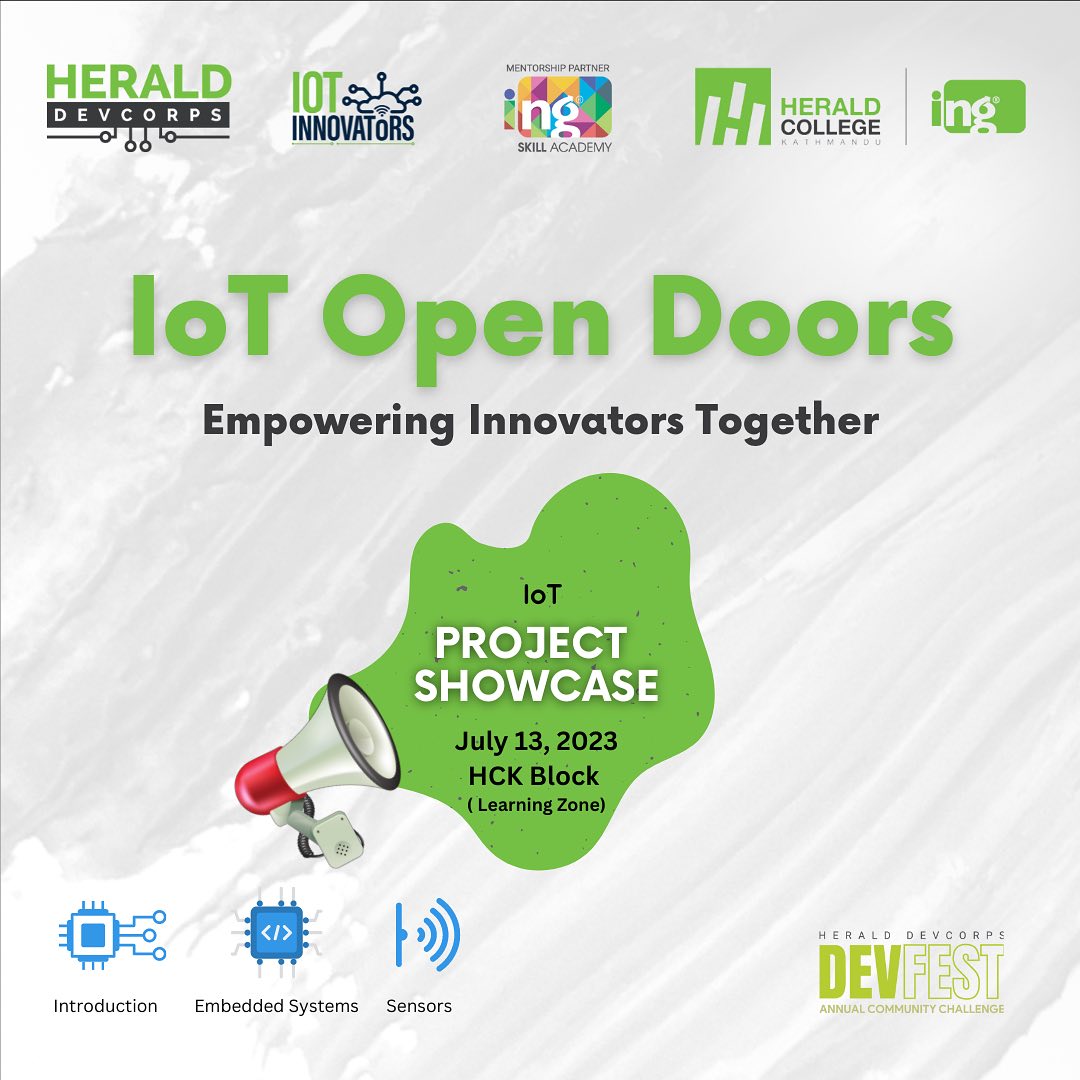 HERALD
DEVCORPS
IOT
INNOVATORS
MENTORSHIP PARTNER
ing®
SKILL ACADEMY
HERALD
COLLEGE
KATHMANDU
ing®
IoT Open Doors
Empowering Innovators Together
IoT
PROJECT
SHOWCASE
July 13, 2023
HCK Block
( Learning Zone)
</>
Introduction
Embedded Systems
Sensors
HERALD DEVCORPS
DEVFEST
ANNUAL COMMUNITY CHALLENGE